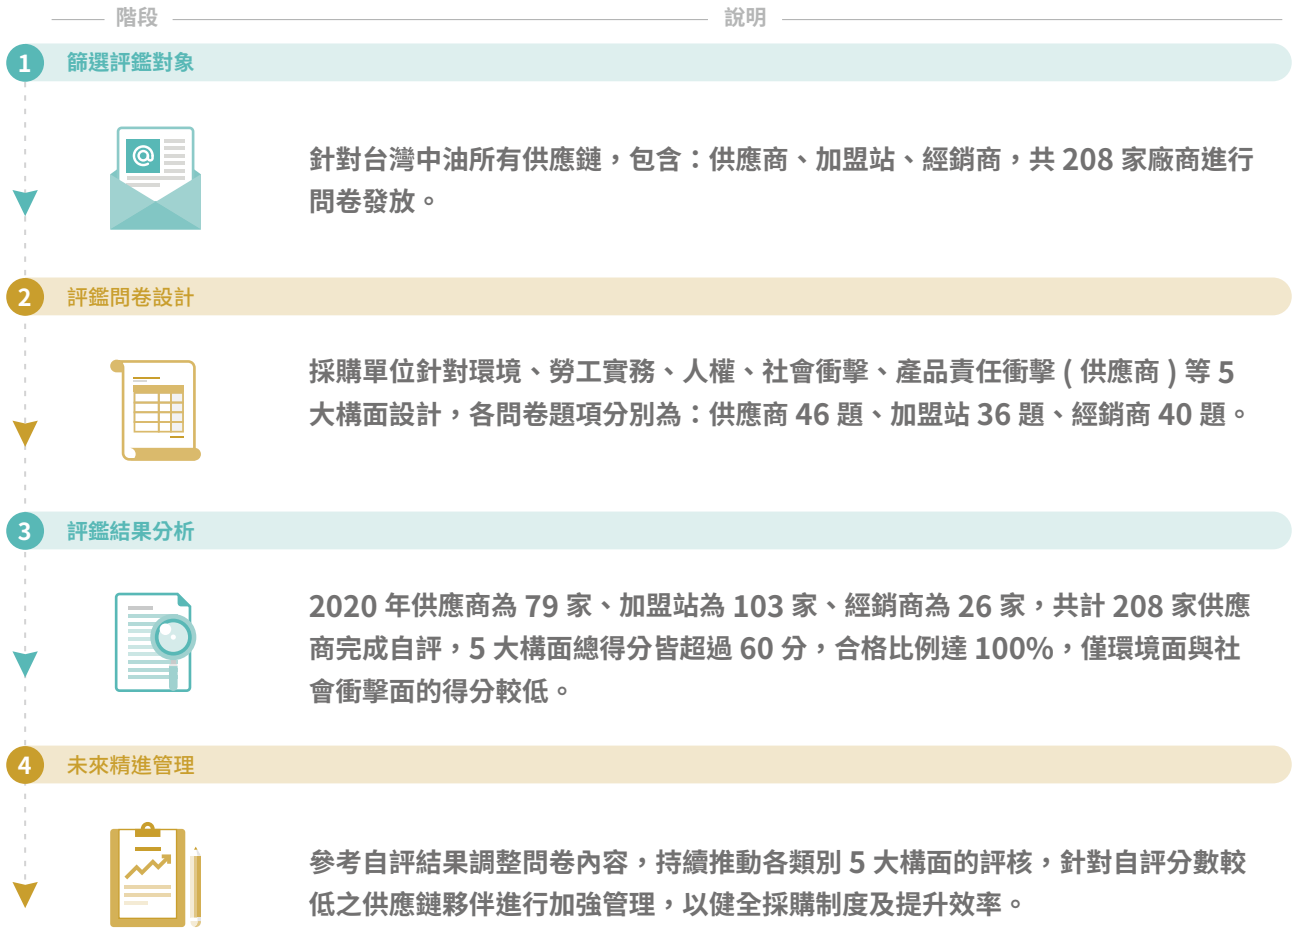 階段 說明
1 篩選評鑑對象
@
針對台灣中油所有供應鏈，包含：供應商、加盟站、經銷商，共 208 家廠商進行
問卷發放。
2 評鑑問卷設計
採購單位針對環境、勞工實務、人權、社會衝擊、產品責任衝擊 ( 供應商 ) 等 5
大構面設計，各問卷題項分別為：供應商 46 題、加盟站 36 題、經銷商 40 題。
3 評鑑結果分析
2020 年供應商為 79 家、加盟站為 103 家、經銷商為 26 家，共計 208 家供應
商完成自評，5 大構面總得分皆超過 60 分，合格比例達 100%，僅環境面與社
會衝擊面的得分較低。
4 未來精進管理
參考自評結果調整問卷內容，持續推動各類別 5 大構面的評核，針對自評分數較
低之供應鏈夥伴進行加強管理，以健全採購制度及提升效率。